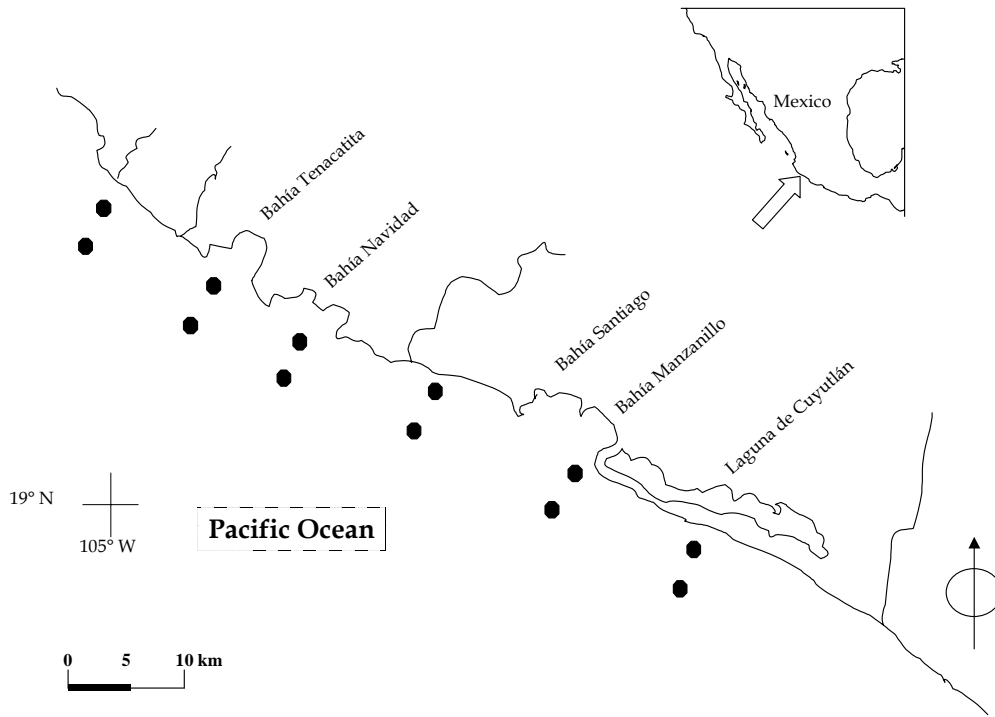 Mexico
Bahía Tenacatita
Bahía Navidad
Bahía Santiago
Bahía Manzanillo
Laguna de Cuyutlán
19° N
105° W
Pacific Ocean
0 5 10 km